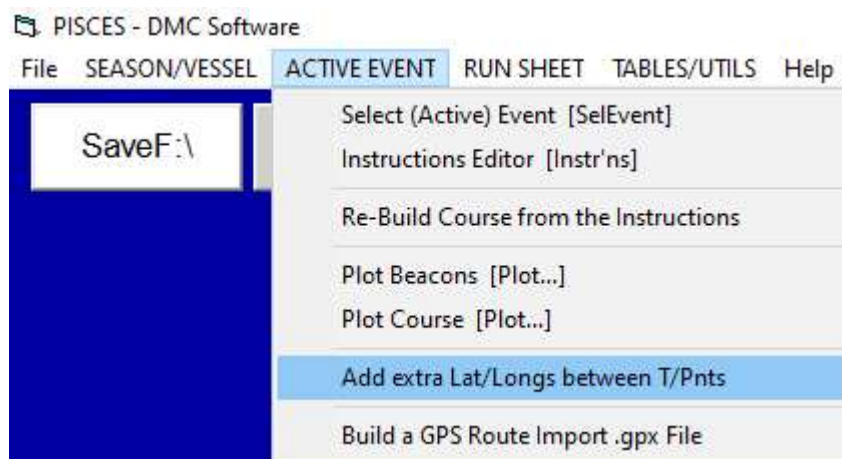 PISCES - DMC Software
File SEASON/VESSEL ACTIVE EVENT RUN SHEET TABLES/UTILS Help
SaveF:\
Select (Active) Event [SelEvent]
Instructions Editor [Instr'ns]
Re-Build Course from the Instructions
Plot Beacons [Plot...]
Plot Course [Plot...]
Add extra Lat/Longs between T/Pnts
Build a GPS Route Import .gpx File